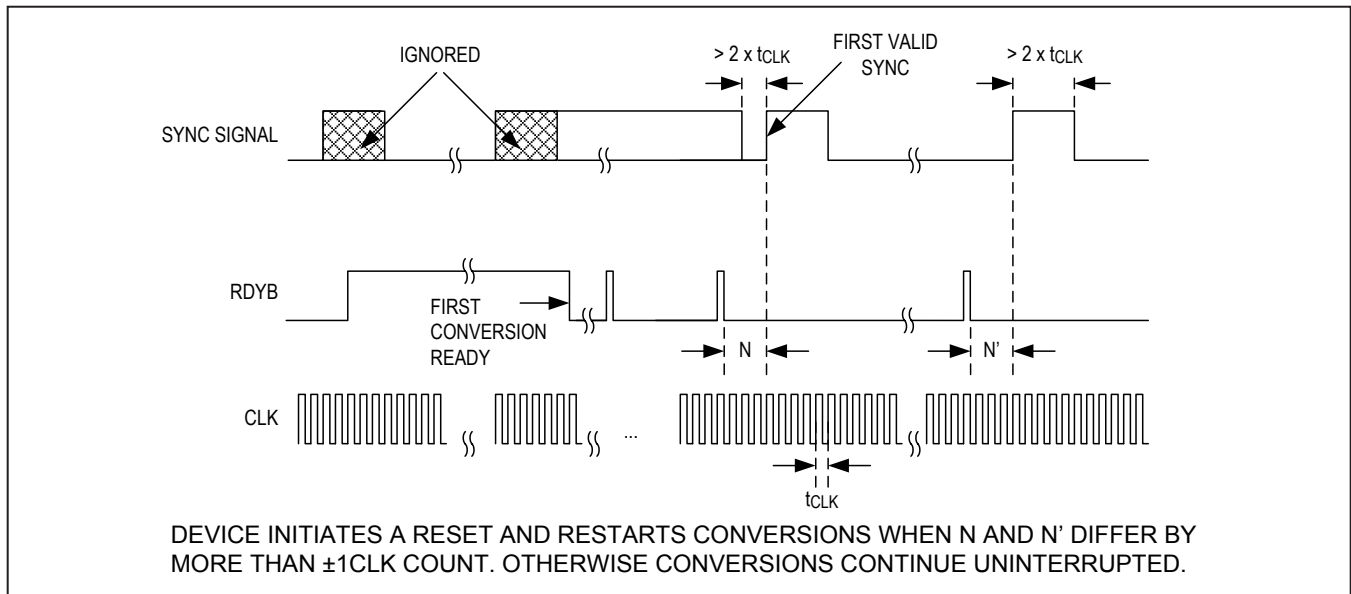 IGNORED
> 2 x tCLK
FIRST VALID
SYNC
> 2 x tCLK
SYNC SIGNAL
RDYB
FIRST
CONVERSION
READY
N
N’
CLK
...
tCLK
DEVICE INITIATES A RESET AND RESTARTS CONVERSIONS WHEN N AND N’ DIFFER BY
MORE THAN ±1CLK COUNT. OTHERWISE CONVERSIONS CONTINUE UNINTERRUPTED.